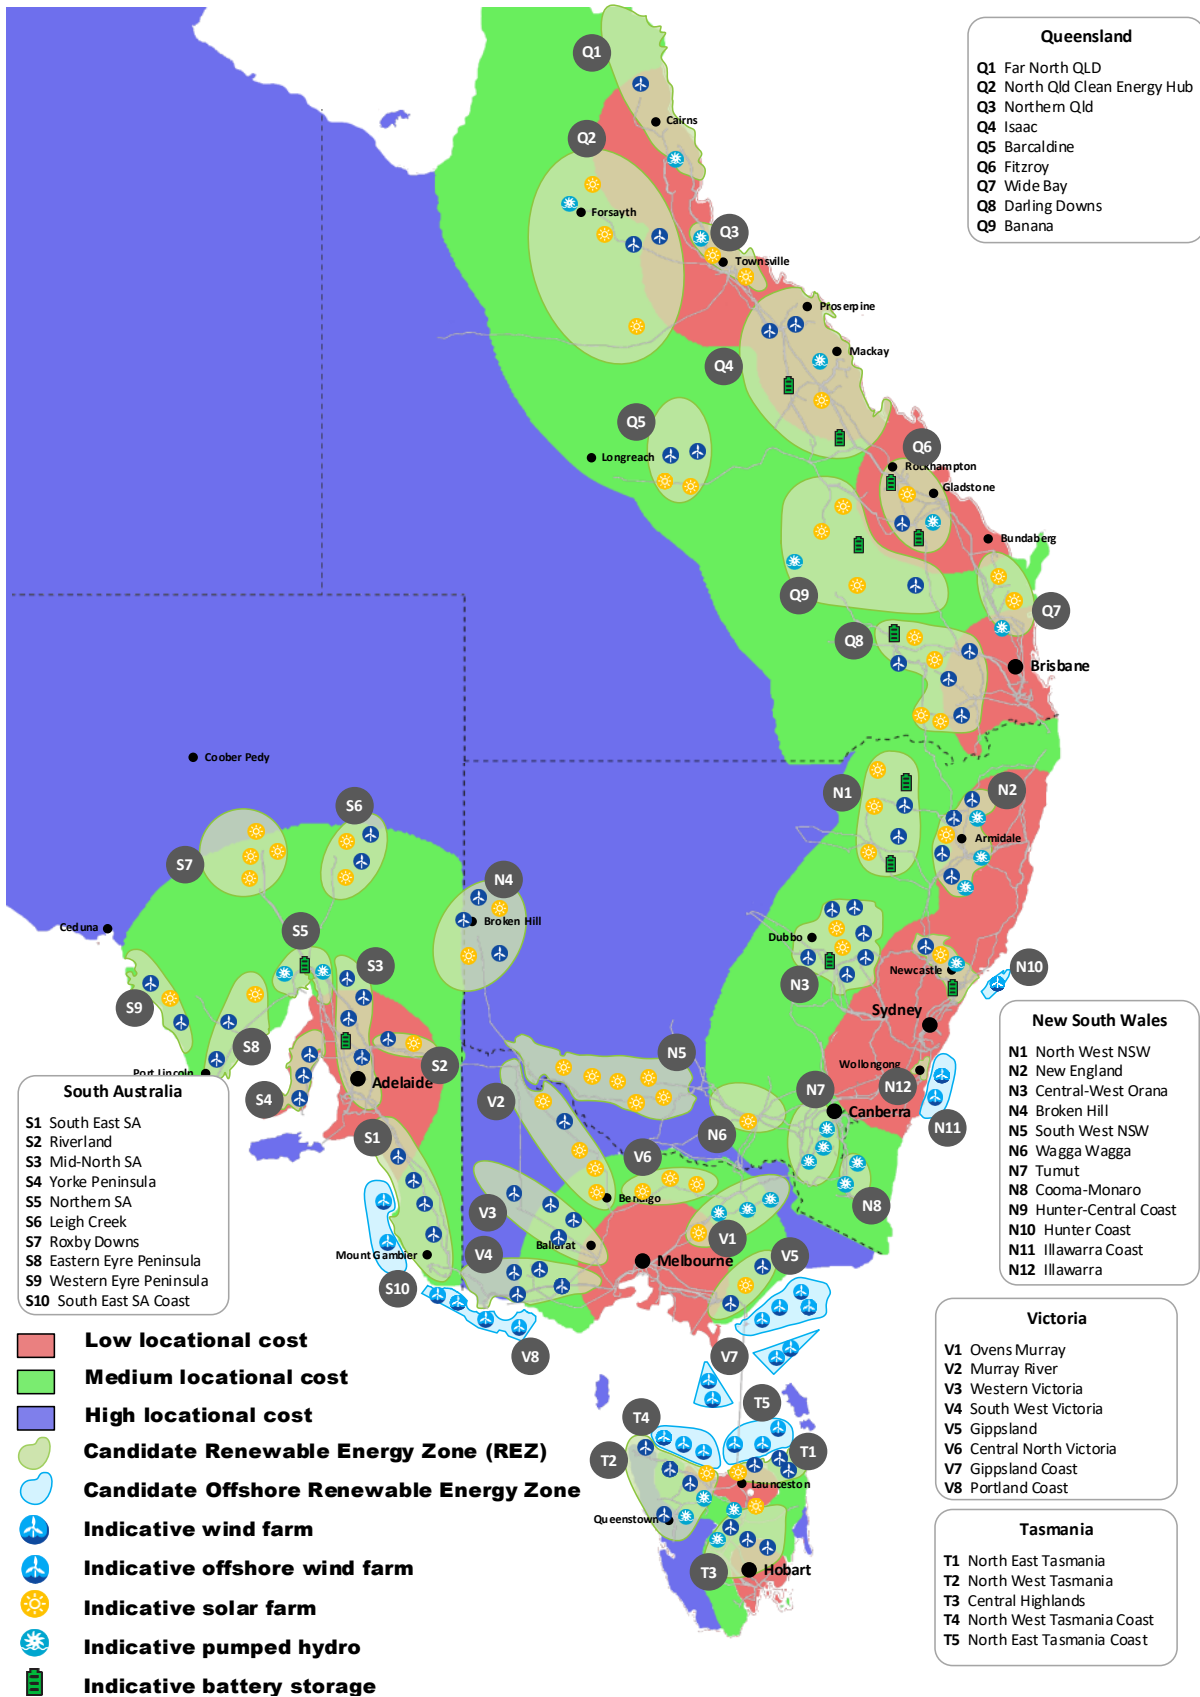 Queensland
Q1 Far North QLD
Q2 North Qld Clean Energy Hub
Q3 Northern Qld
Q4 Isaac
Q5 Barcaldine
Q6 Fitzroy
Q7 Wide Bay
Q8 Darling Downs
Q9 Banana
Q1
Cairns
Q2
Forsayth
Q3
Townsville
Proserpine
Mackay
Q4
Q5
Longreach
Q6
Rockhampton
Gladstone
Bundaberg
Q9
Q7
Q8
Brisbane
Coober Pedy
N1
N2
Armidale
S6
S7
N4
Broken Hill
Ceduna
S5
Dubbo
S3
N3
Newcastle
N10
Sydney
S9
S8
S2
N5
Wollongong
N12
Port Lincoln
Adelaide
S4
V2
N7
Canberra
N11
S1
N6
V6
Bendigo
N8
V3
Ballarat
V1
V4
Mount Gambier
Melbourne
V5
S10
V8
V7
T4
T5
T2
T1
Launceston
Queenstown
T3
Hobart
New South Wales
N1 North West NSW
N2 New England
N3 Central-West Orana
N4 Broken Hill
N5 South West NSW
N6 Wagga Wagga
N7 Tumut
N8 Cooma-Monaro
N9 Hunter-Central Coast
N10 Hunter Coast
N11 Illawarra Coast
N12 Illawarra
South Australia
S1 South East SA
S2 Riverland
S3 Mid-North SA
S4 Yorke Peninsula
S5 Northern SA
S6 Leigh Creek
S7 Roxby Downs
S8 Eastern Eyre Peninsula
S9 Western Eyre Peninsula
S10 South East SA Coast
Victoria
V1 Ovens Murray
V2 Murray River
V3 Western Victoria
V4 South West Victoria
V5 Gippsland
V6 Central North Victoria
V7 Gippsland Coast
V8 Portland Coast
Tasmania
T1 North East Tasmania
T2 North West Tasmania
T3 Central Highlands
T4 North West Tasmania Coast
T5 North East Tasmania Coast
Low locational cost
Medium locational cost
High locational cost
Candidate Renewable Energy Zone (REZ)
Candidate Offshore Renewable Energy Zone
Indicative wind farm
Indicative offshore wind farm
Indicative solar farm
Indicative pumped hydro
Indicative battery storage